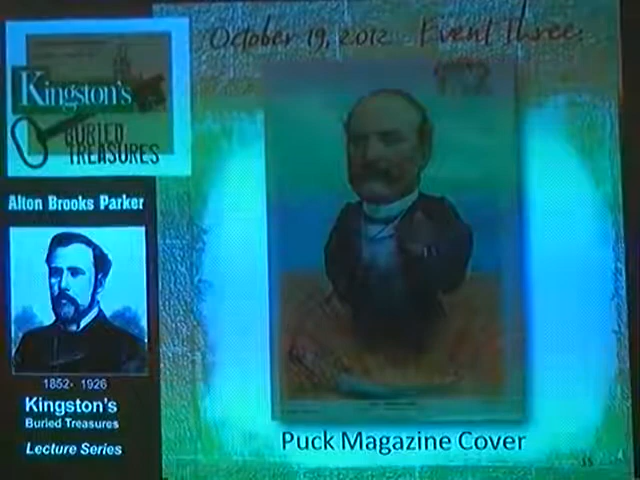 October 19, 2012 Event Three:
Kingston's
BURIED
TREASURES
Alton Brooks Parker
1852- 1926
Kingston's
Buried Treasures
Lecture Series
Puck Magazine Cover